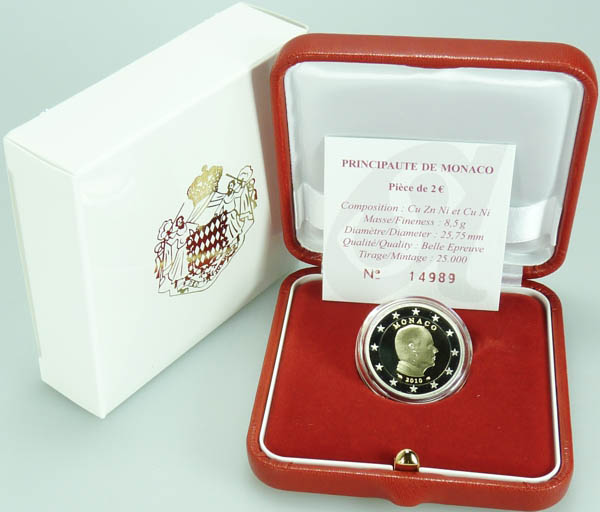 PRINCIPAUTE DE MONACO
Pièce de 2 €
Composition : Cu Zn Ni et Cu Ni
Masse/Fineness : 8,5 g
Diamètre/Diameter : 25,75 mm
Qualité/Quality : Belle Epreuve
Tirage/Mintage : 25.000
No 14989
MONACO
2010